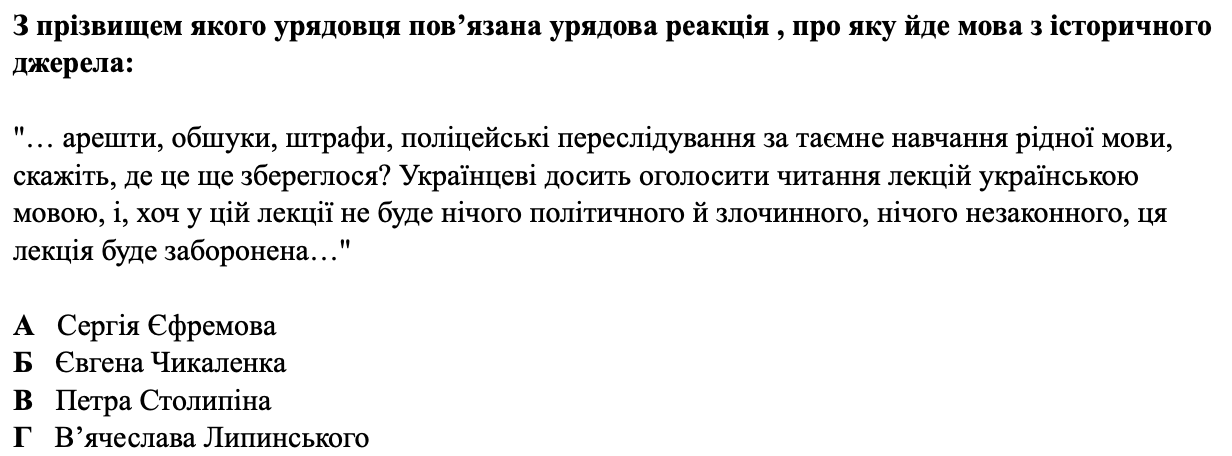 З прізвищем якого урядовця пов’язана урядова реакція , про яку йде мова з історичного
джерела:
"… арешти, обшуки, штрафи, поліцейські переслідування за таємне навчання рідної мови,
скажіть, де це ще збереглося? Українцеві досить оголосити читання лекцій українською
мовою, і, хоч у цій лекції не буде нічого політичного й злочинного, нічого незаконного, ця
лекція буде заборонена…"
А Сергія Єфремова
Б Євгена Чикаленка
В Петра Столипіна
Г В’ячеслава Липинського